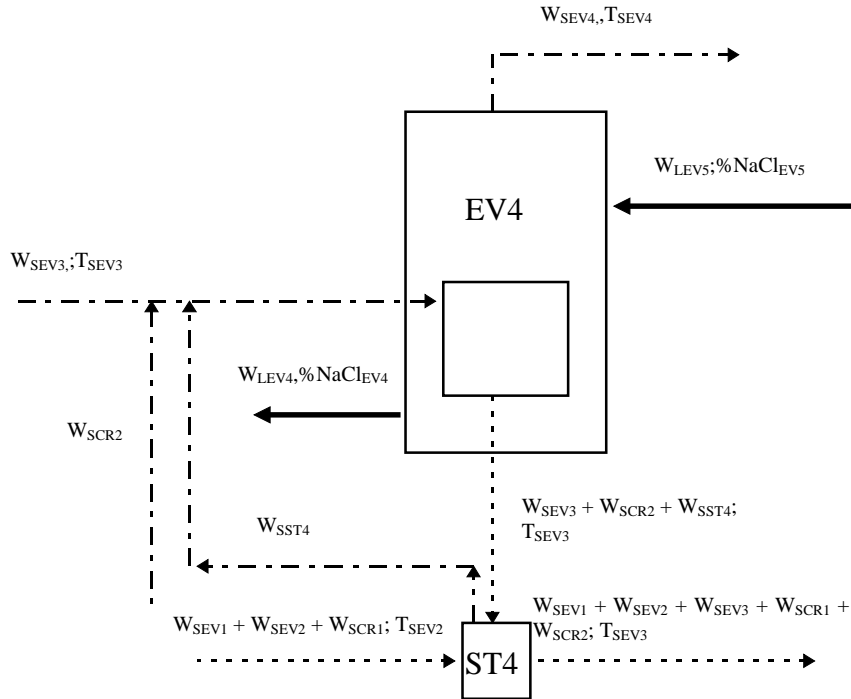 W_SEV4,,T_SEV4
W_LEV5;%NaCl_EV5
EV4
W_SEV3,;T_SEV3
W_LEV4,%NaCl_EV4
W_SCR2
W_SEV3 + W_SCR2 + W_SST4;
T_SEV3
W_SST4
W_SEV1 + W_SEV2 + W_SCR1; T_SEV2
W_SEV1 + W_SEV2 + W_SEV3 + W_SCR1 +
W_SCR2; T_SEV3
ST4